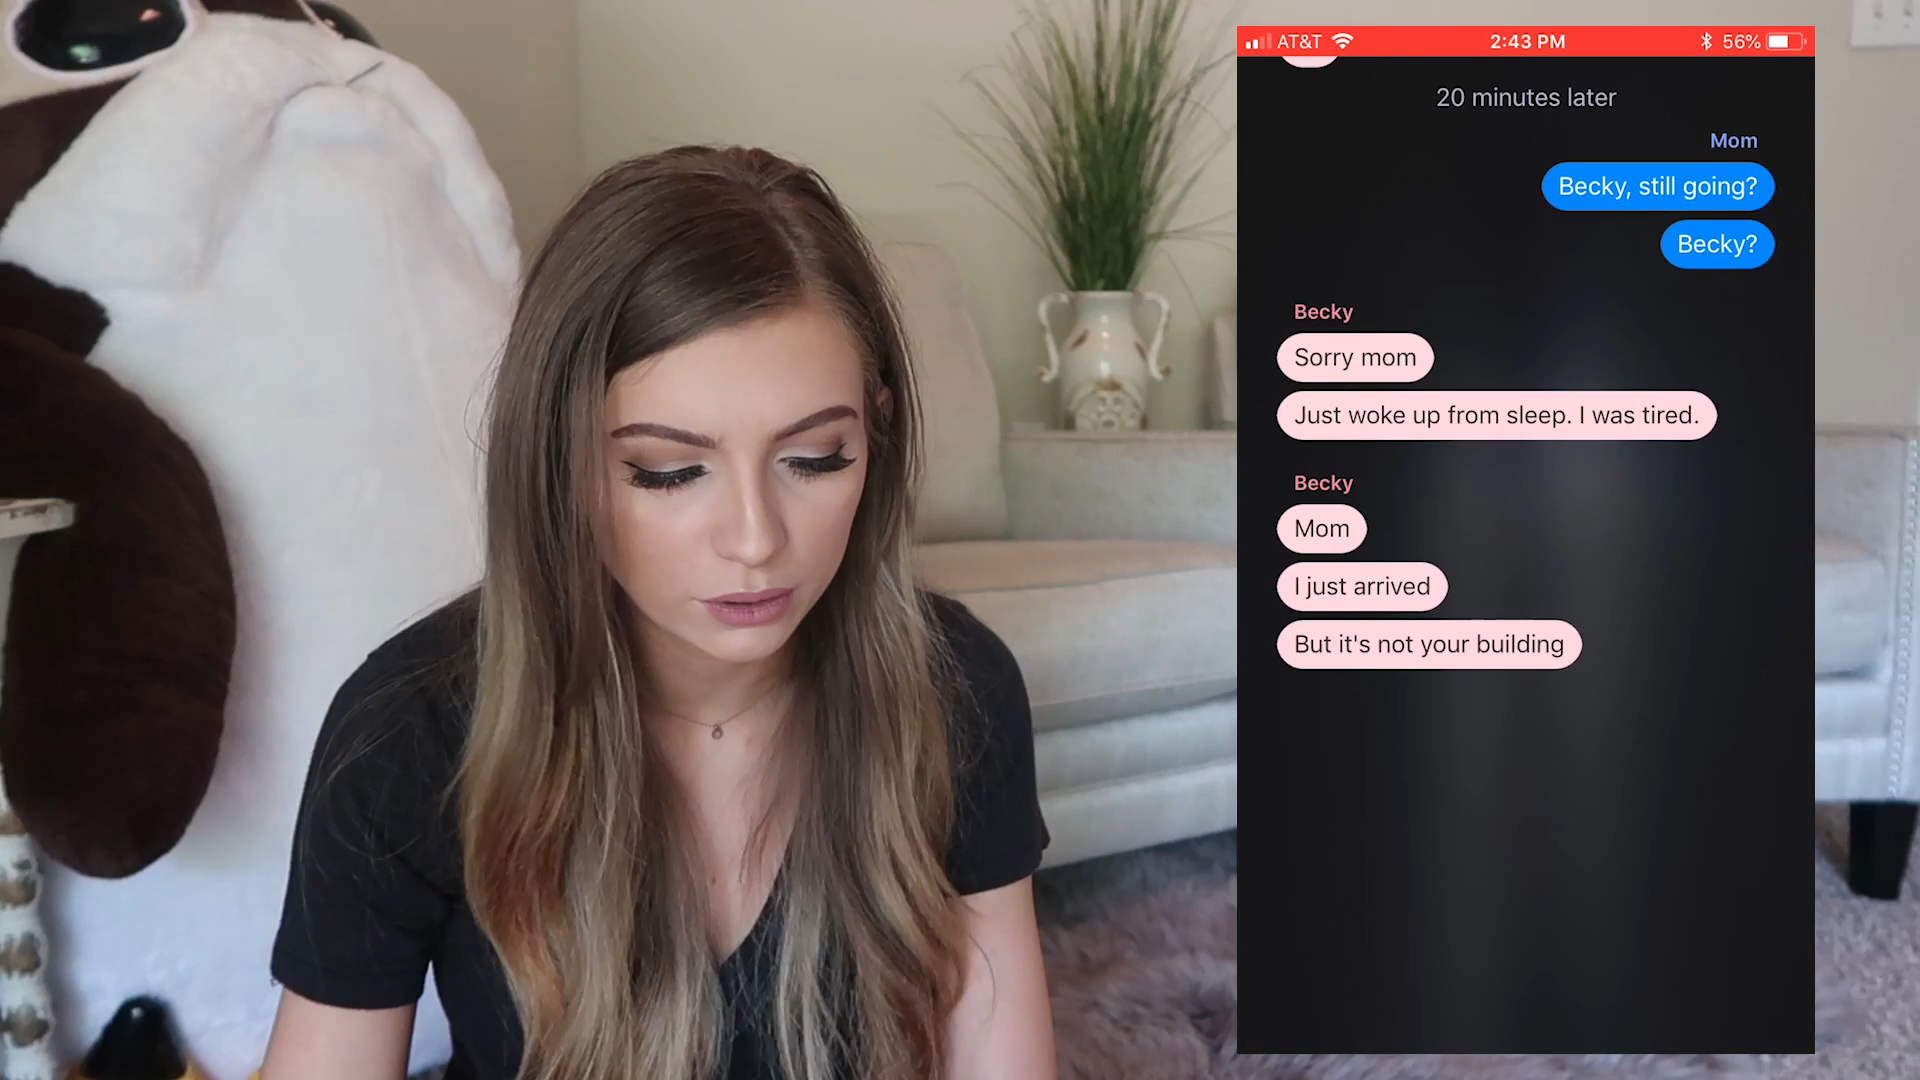 AT&T 2:43 PM 56%
20 minutes later
Mom
Becky, still going?
Becky?
Becky
Sorry mom
Just woke up from sleep. I was tired.
Becky
Mom
I just arrived
But it's not your building